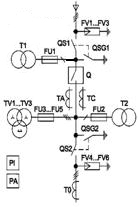 FV1...FV3
QS1
T1
FU1
QSG1
Q
TA
TC
TV1...TV3
FU3...FU5
FU2
T2
QSG2
PI
QS2
FV4...FV6
PA
T0